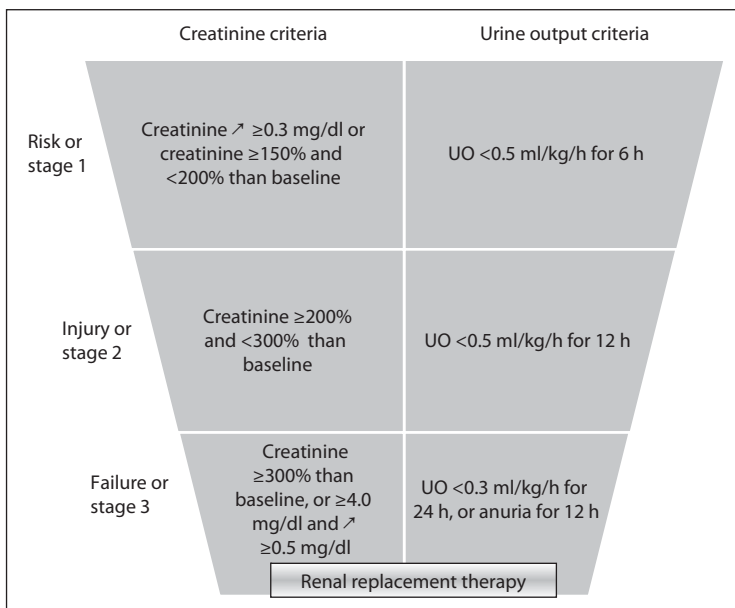 Creatinine criteria
Urine output criteria
Risk or
stage 1
Creatinine ↗ ≥0.3 mg/dl or
creatinine ≥150% and
<200% than baseline
UO <0.5 ml/kg/h for 6 h
Injury or
stage 2
Creatinine ≥200%
and <300% than
baseline
UO <0.5 ml/kg/h for 12 h
Failure or
stage 3
Creatinine
≥300% than
baseline, or ≥4.0
mg/dl and ↗
≥0.5 mg/dl
UO <0.3 ml/kg/h for
24 h, or anuria for 12 h
Renal replacement therapy